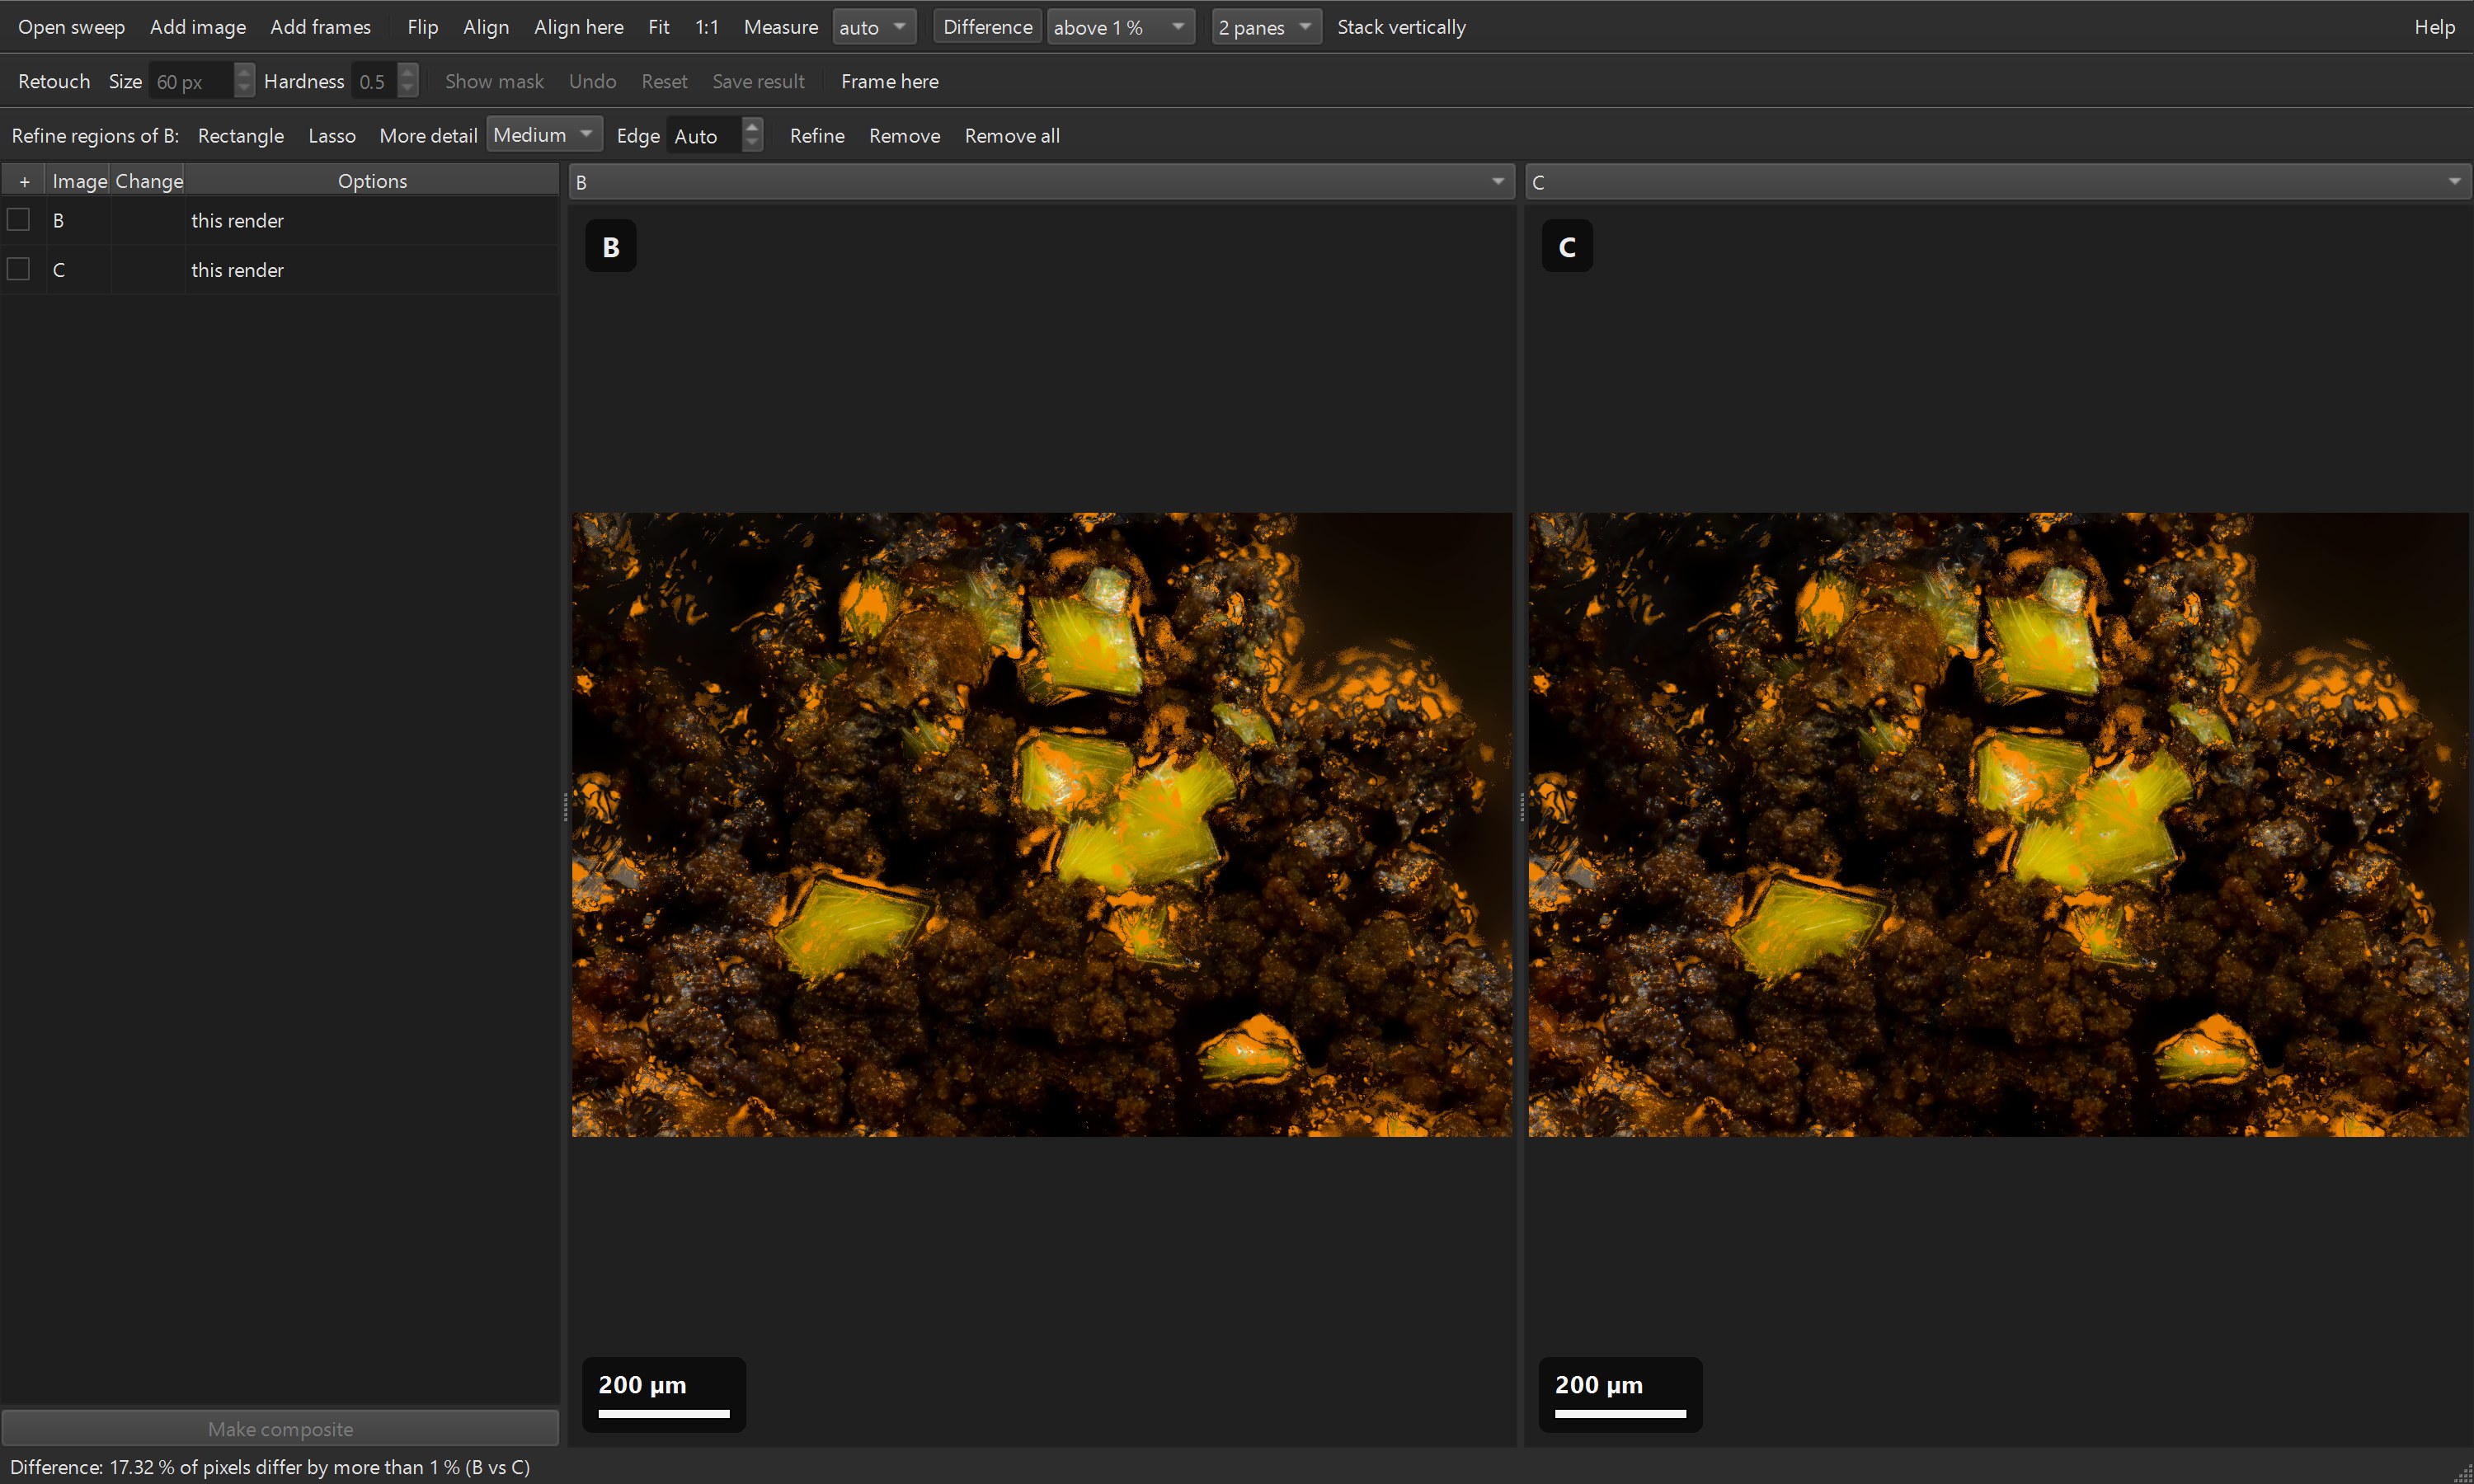 Open sweep Add image Add frames Flip Align Align here Fit 1:1 Measure auto Difference above 1 % 2 panes Stack vertically Help
Retouch Size 60 px Hardness 0.5 Show mask Undo Reset Save result Frame here
Refine regions of B: Rectangle Lasso More detail Medium Edge Auto Refine Remove Remove all
+ Image Change Options
B this render
C this render
B
C
B
C
200 µm
200 µm
Make composite
Difference: 17.32 % of pixels differ by more than 1 % (B vs C)